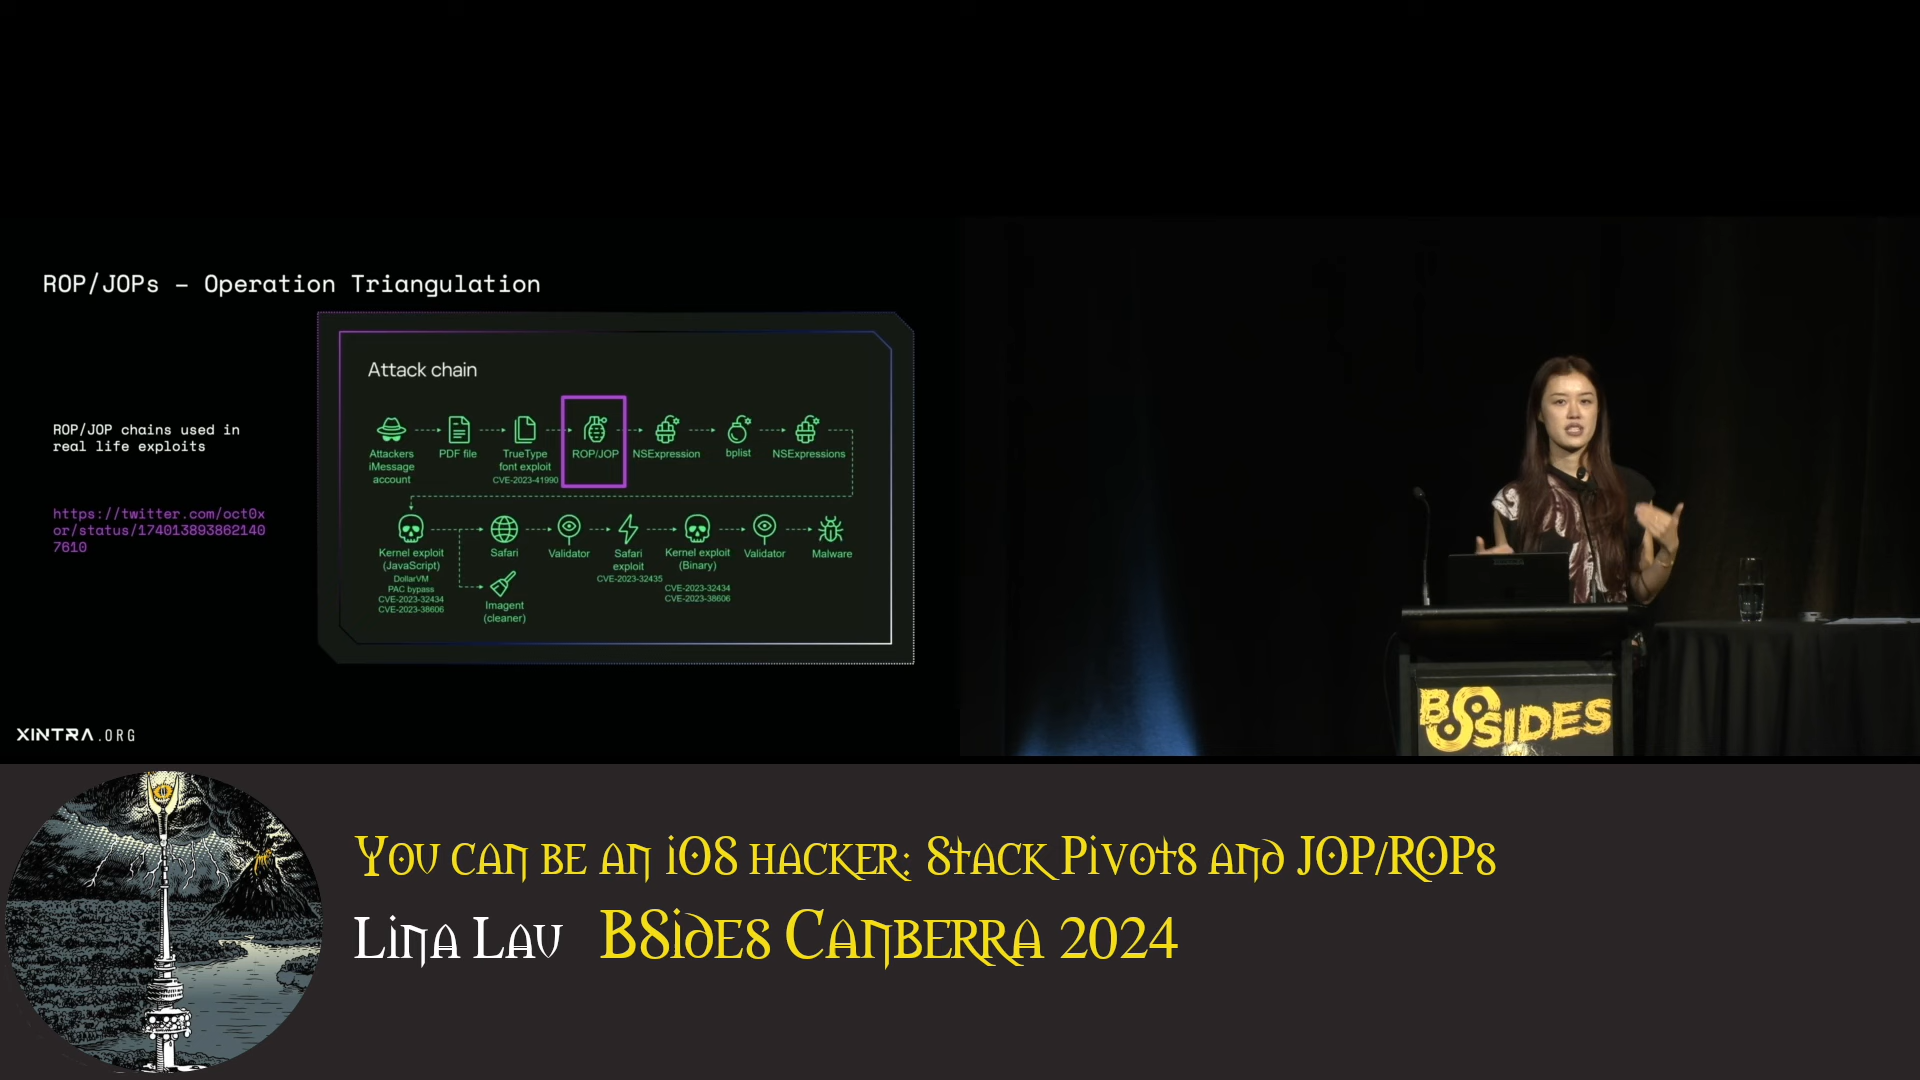 ROP/JOPs – Operation Triangulation
ROP/JOP chains used in
real life exploits
https://twitter.com/oct0x
or/status/174013893862140
7610
Attack chain
Attackers
iMessage
account
PDF file
TrueType
font exploit
CVE-2023-41990
ROP/JOP
NSExpression
bplist
NSExpressions
Kernel exploit
(JavaScript)
DollarVM
PAC bypass
CVE-2023-32434
CVE-2023-38606
Safari
Imagent
(cleaner)
Validator
Safari
exploit
CVE-2023-32435
Kernel exploit
(Binary)
CVE-2023-32434
CVE-2023-38606
Validator
Malware
XINTRA.ORG
BSIDES
You can be an iOS hacker: Stack Pivots and JOP/ROPs
Lina Lau BSides Canberra 2024